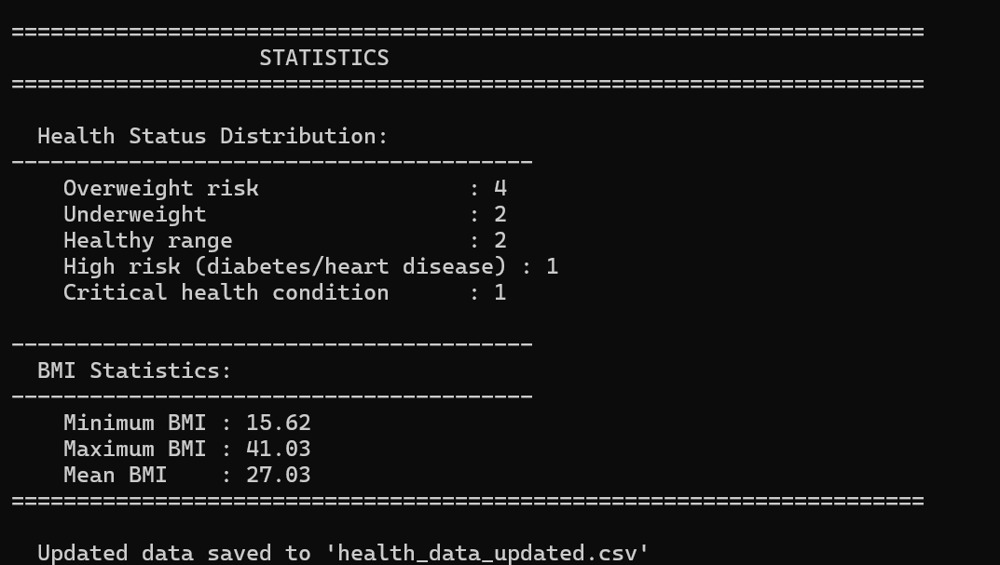 ======================================================================
                   STATISTICS
======================================================================

  Health Status Distribution:
----------------------------------------
    Overweight risk                : 4
    Underweight                    : 2
    Healthy range                  : 2
    High risk (diabetes/heart disease) : 1
    Critical health condition      : 1

----------------------------------------
  BMI Statistics:
----------------------------------------
    Minimum BMI : 15.62
    Maximum BMI : 41.03
    Mean BMI    : 27.03
======================================================================

  Updated data saved to 'health_data_updated.csv'